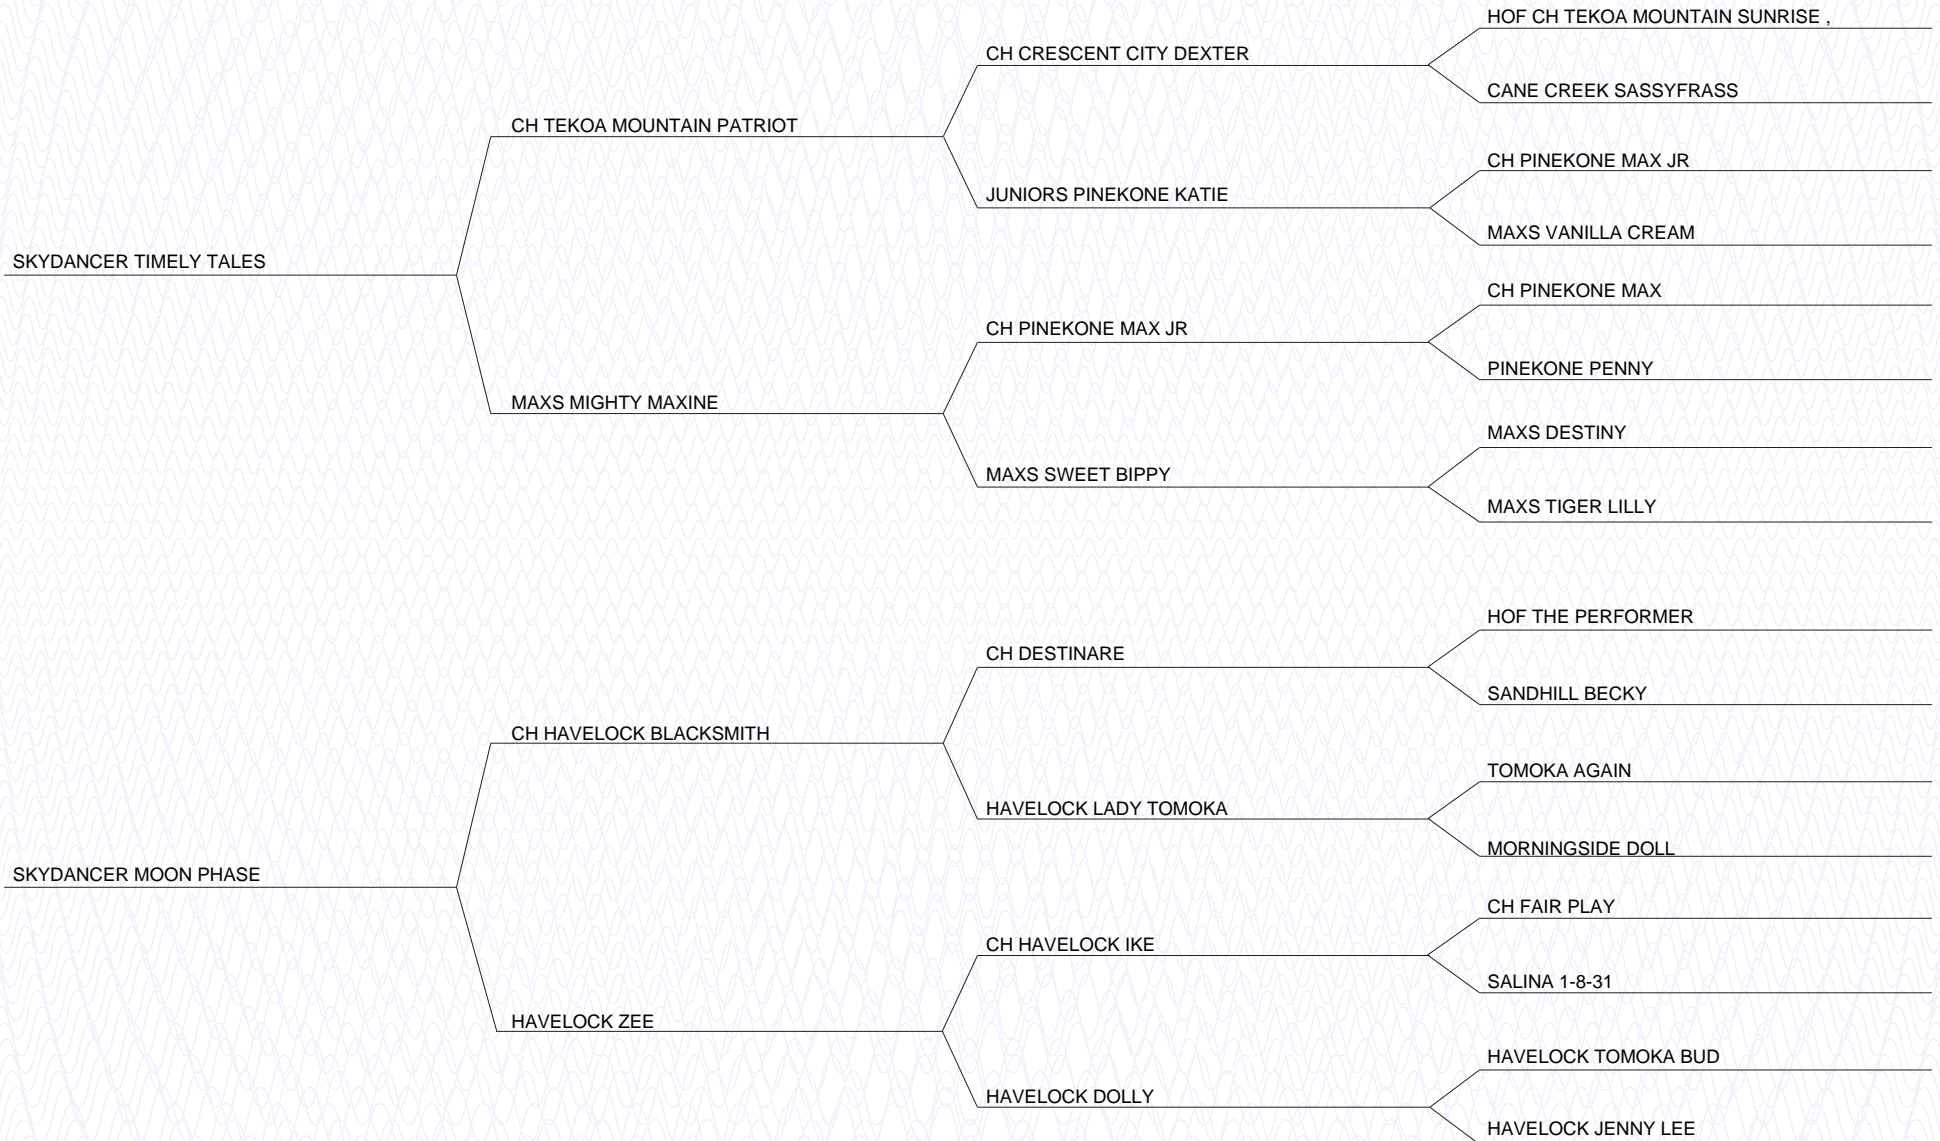 HOF CH TEKOA MOUNTAIN SUNRISE ,
CH CRESCENT CITY DEXTER
CANE CREEK SASSYFRASS
CH TEKOA MOUNTAIN PATRIOT
CH PINEKONE MAX JR
JUNIORS PINEKONE KATIE
MAXS VANILLA CREAM
SKYDANCER TIMELY TALES
CH PINEKONE MAX
CH PINEKONE MAX JR
PINEKONE PENNY
MAXS MIGHTY MAXINE
MAXS DESTINY
MAXS SWEET BIPPY
MAXS TIGER LILLY
HOF THE PERFORMER
CH DESTINARE
SANDHILL BECKY
CH HAVELOCK BLACKSMITH
TOMOKA AGAIN
HAVELOCK LADY TOMOKA
MORNINGSIDE DOLL
SKYDANCER MOON PHASE
CH FAIR PLAY
CH HAVELOCK IKE
SALINA 1-8-31
HAVELOCK ZEE
HAVELOCK TOMOKA BUD
HAVELOCK DOLLY
HAVELOCK JENNY LEE